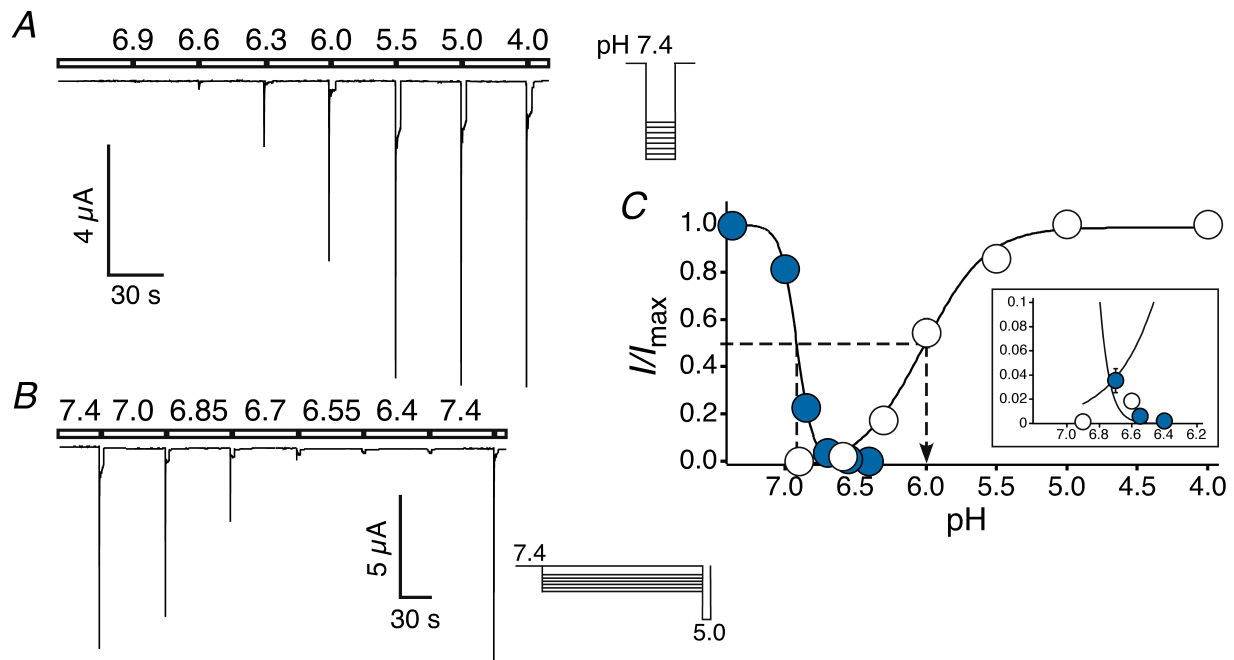 A
6.9 6.6 6.3 6.0 5.5 5.0 4.0
pH 7.4
4 µA
30 s
B
7.4 7.0 6.85 6.7 6.55 6.4 7.4
5 µA
30 s
7.4
5.0
C
I/Imax
1.0
0.8
0.6
0.4
0.2
0.0
7.0 6.5 6.0 5.5 5.0 4.5 4.0
pH
0.1
0.08
0.06
0.04
0.02
0
7.0 6.8 6.6 6.4 6.2